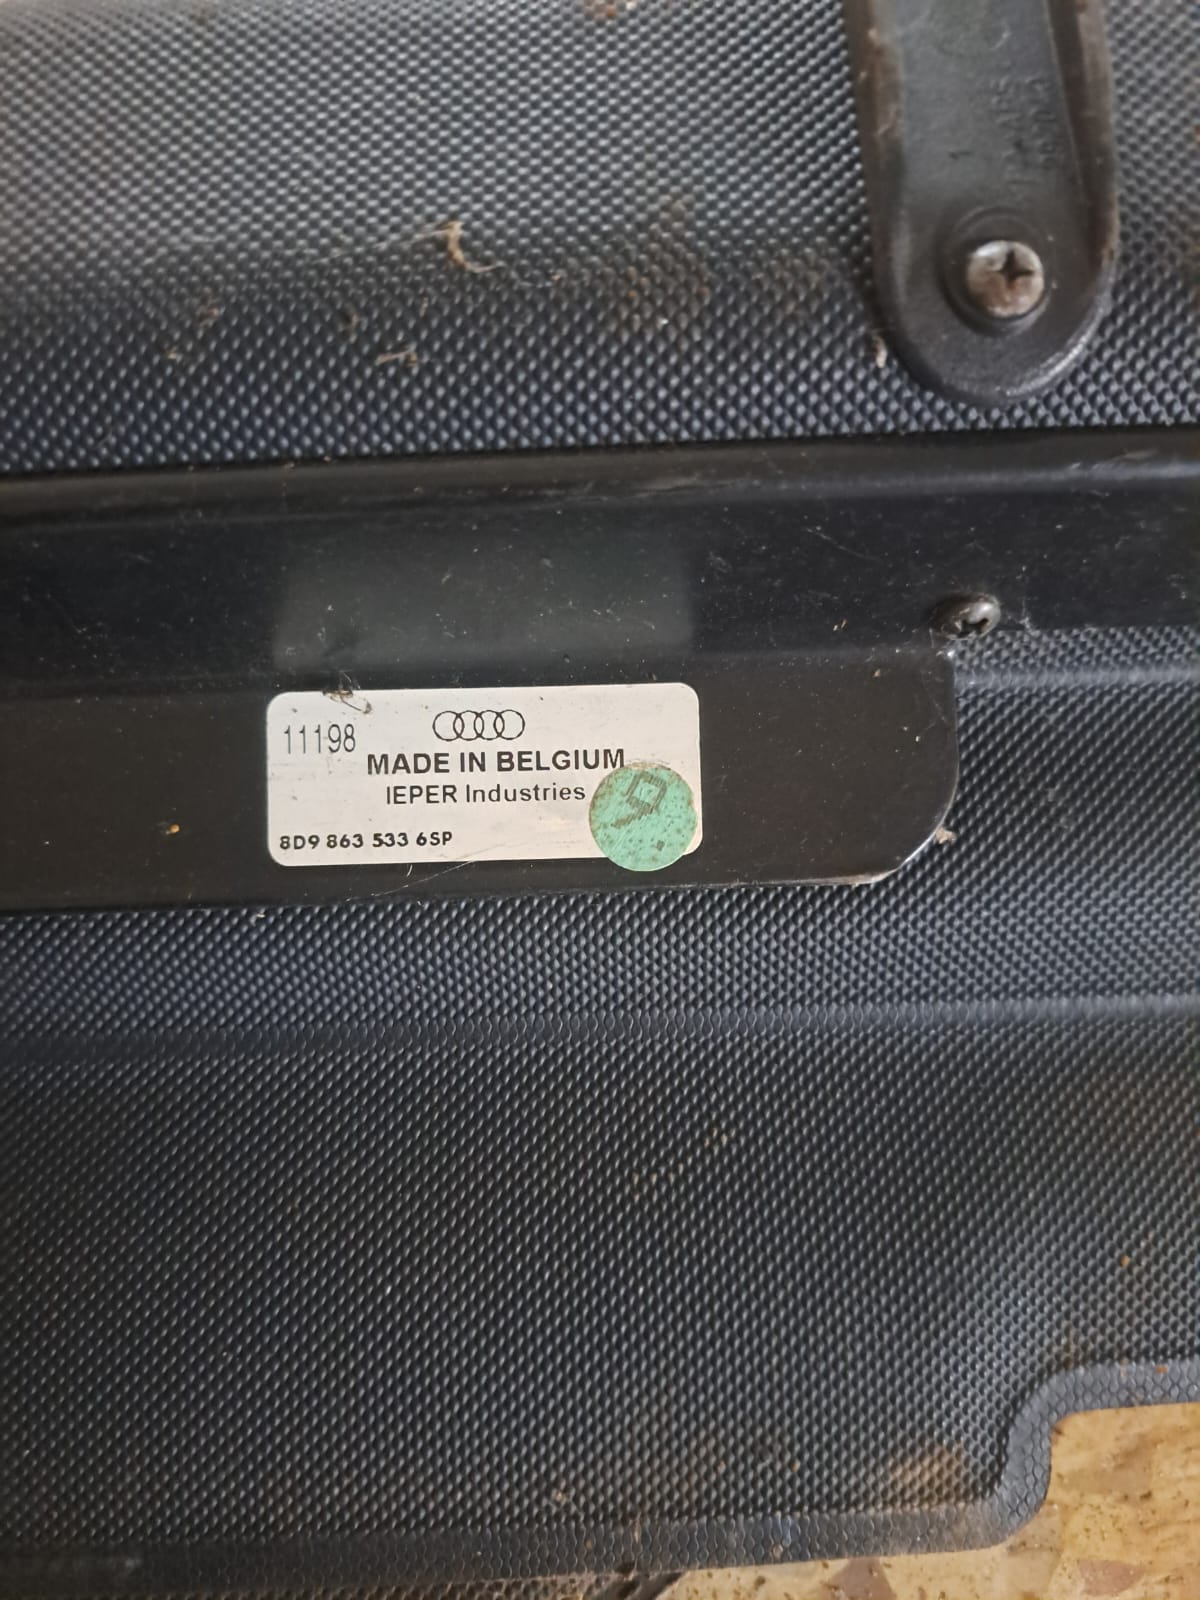 11198
MADE IN BELGIUM
IEPER Industries
8D9 863 533 6SP